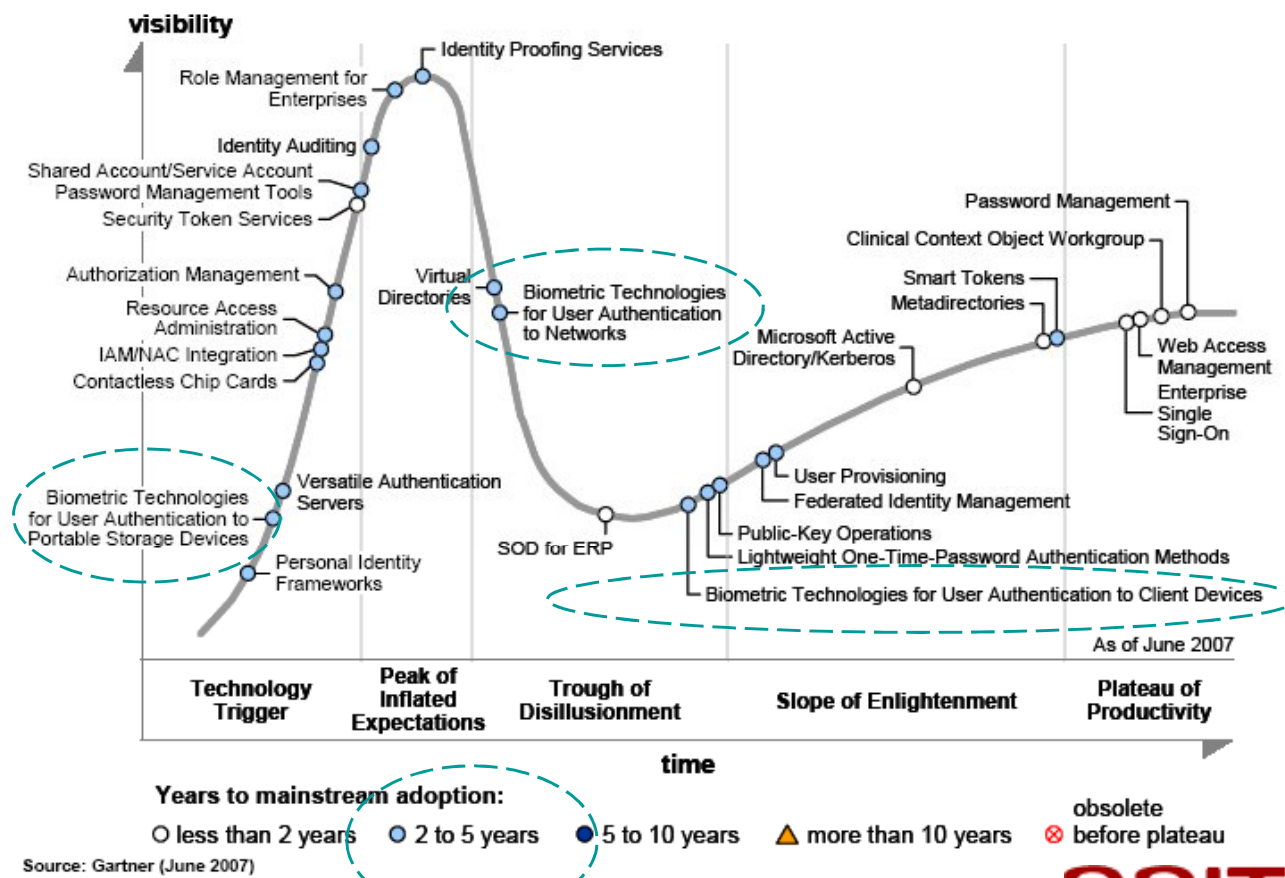 visibility
Identity Proofing Services
Role Management for
Enterprises
Identity Auditing
Shared Account/Service Account
Password Management Tools
Security Token Services
Authorization Management
Resource Access
Administration
IAM/NAC Integration
Contactless Chip Cards
Biometric Technologies
for User Authentication to
Portable Storage Devices
Versatile Authentication
Servers
Personal Identity
Frameworks
Virtual
Directories
Biometric Technologies
for User Authentication
to Networks
SOD for ERP
Biometric Technologies for User Authentication to Client Devices
Lightweight One-Time-Password Authentication Methods
Public-Key Operations
Federated Identity Management
User Provisioning
Microsoft Active
Directory/Kerberos
Metadirectories
Smart Tokens
Clinical Context Object Workgroup
Password Management
Web Access
Management
Enterprise
Single
Sign-On
As of June 2007
Technology
Trigger
Peak of
Inflated
Expectations
Trough of
Disillusionment
Slope of Enlightenment
Plateau of
Productivity
time
Years to mainstream adoption:
less than 2 years
2 to 5 years
5 to 10 years
more than 10 years
obsolete
before plateau
Source: Gartner (June 2007)